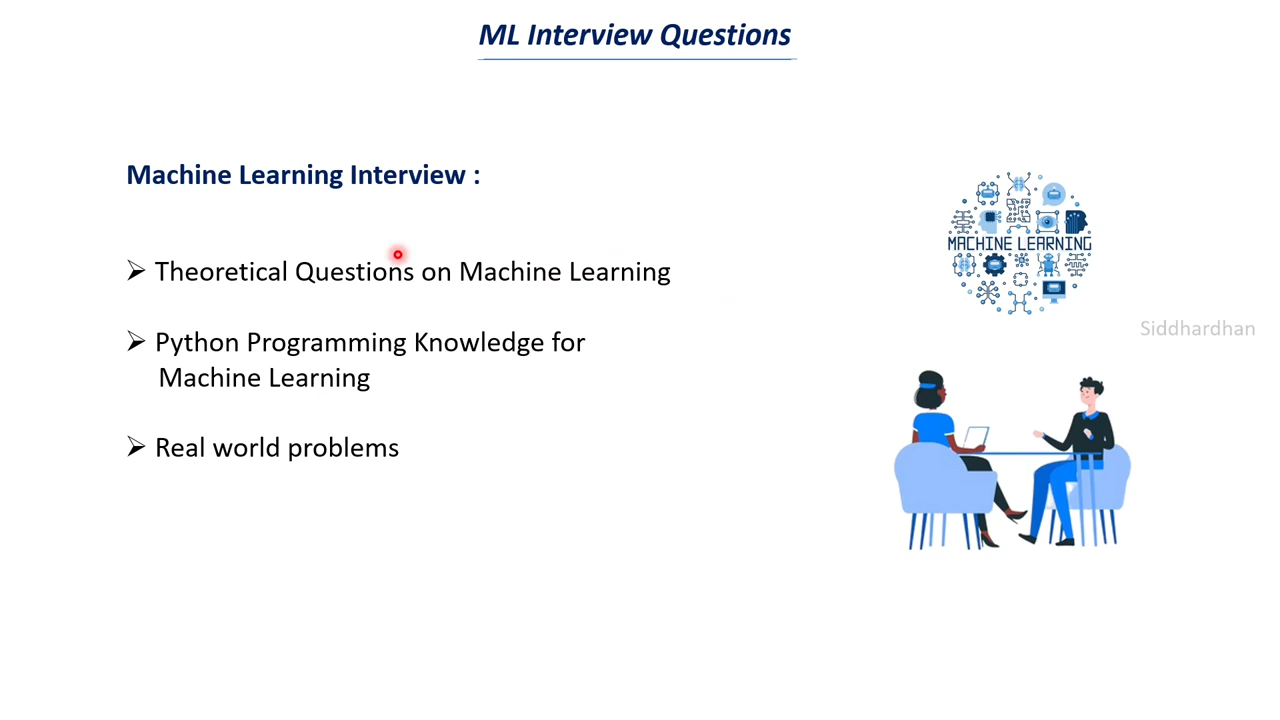 ML Interview Questions
Machine Learning Interview :
➢ Theoretical Questions on Machine Learning
➢ Python Programming Knowledge for
Machine Learning
➢ Real world problems
MACHINE LEARNING
Siddhardhan